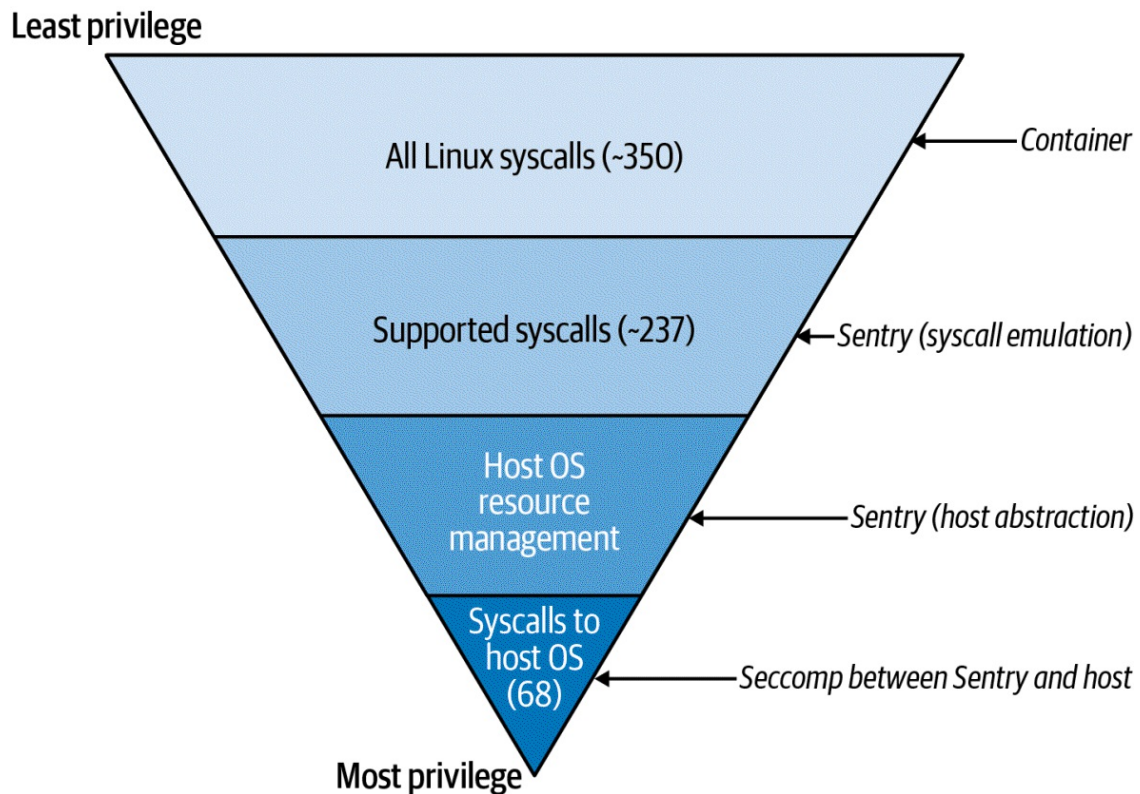 Least privilege
All Linux syscalls (~350)
Container
Supported syscalls (~237)
Sentry (syscall emulation)
Host OS
resource
management
Sentry (host abstraction)
Syscalls to
host OS
(68)
Seccomp between Sentry and host
Most privilege